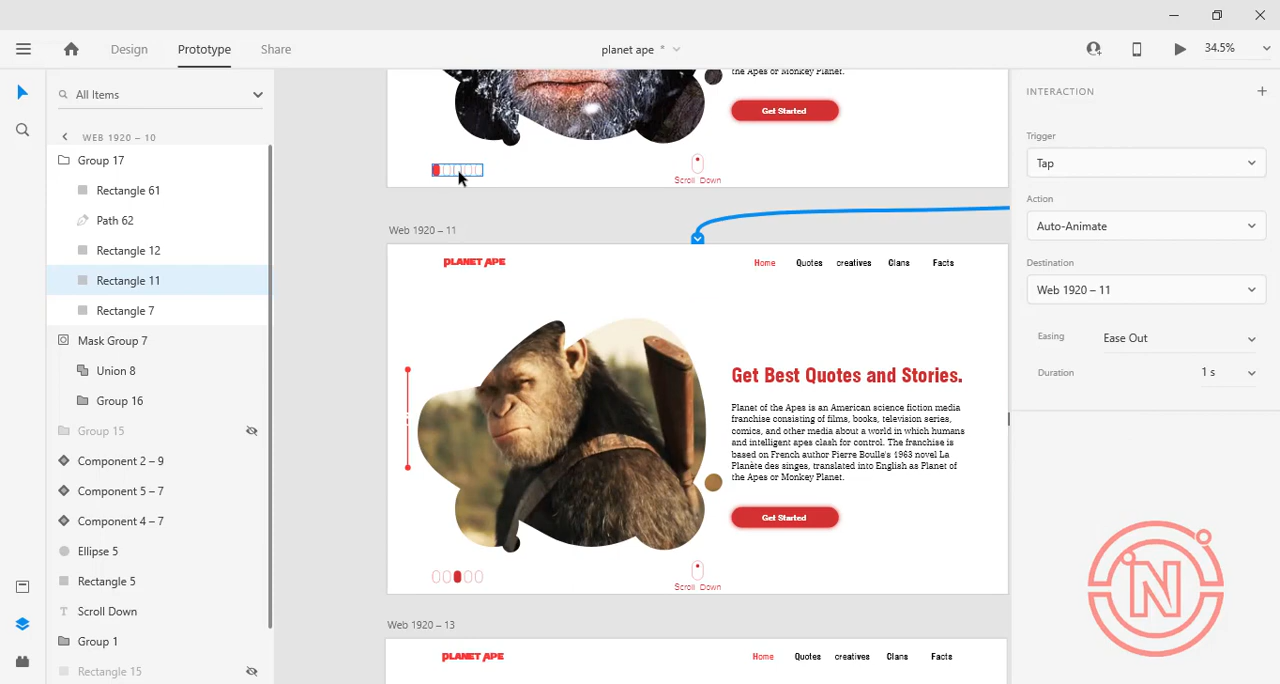 Design
Prototype
Share
planet ape *
34.5%
All Items
WEB 1920 – 10
Group 17
Rectangle 61
Path 62
Rectangle 12
Rectangle 11
Rectangle 7
Mask Group 7
Union 8
Group 16
Group 15
Component 2 – 9
Component 5 – 7
Component 4 – 7
Ellipse 5
Rectangle 5
Scroll Down
Group 1
Rectangle 15
the Apes or Monkey Planet.
Get Started
Scroll Down
Web 1920 – 11
PLANET APE
Home Quotes creatives Clans Facts
Get Best Quotes and Stories.
Planet of the Apes is an American science fiction media
franchise consisting of films, books, television series,
comics, and other media about a world in which humans
and intelligent apes clash for control. The franchise is
based on French author Pierre Boulle's 1963 novel La
Planète des singes, translated into English as Planet of
the Apes or Monkey Planet.
Get Started
Scroll Down
Web 1920 – 13
PLANET APE
Home Quotes creatives Clans Facts
INTERACTION
Trigger
Tap
Action
Auto-Animate
Destination
Web 1920 – 11
Easing Ease Out
Duration 1 s
N